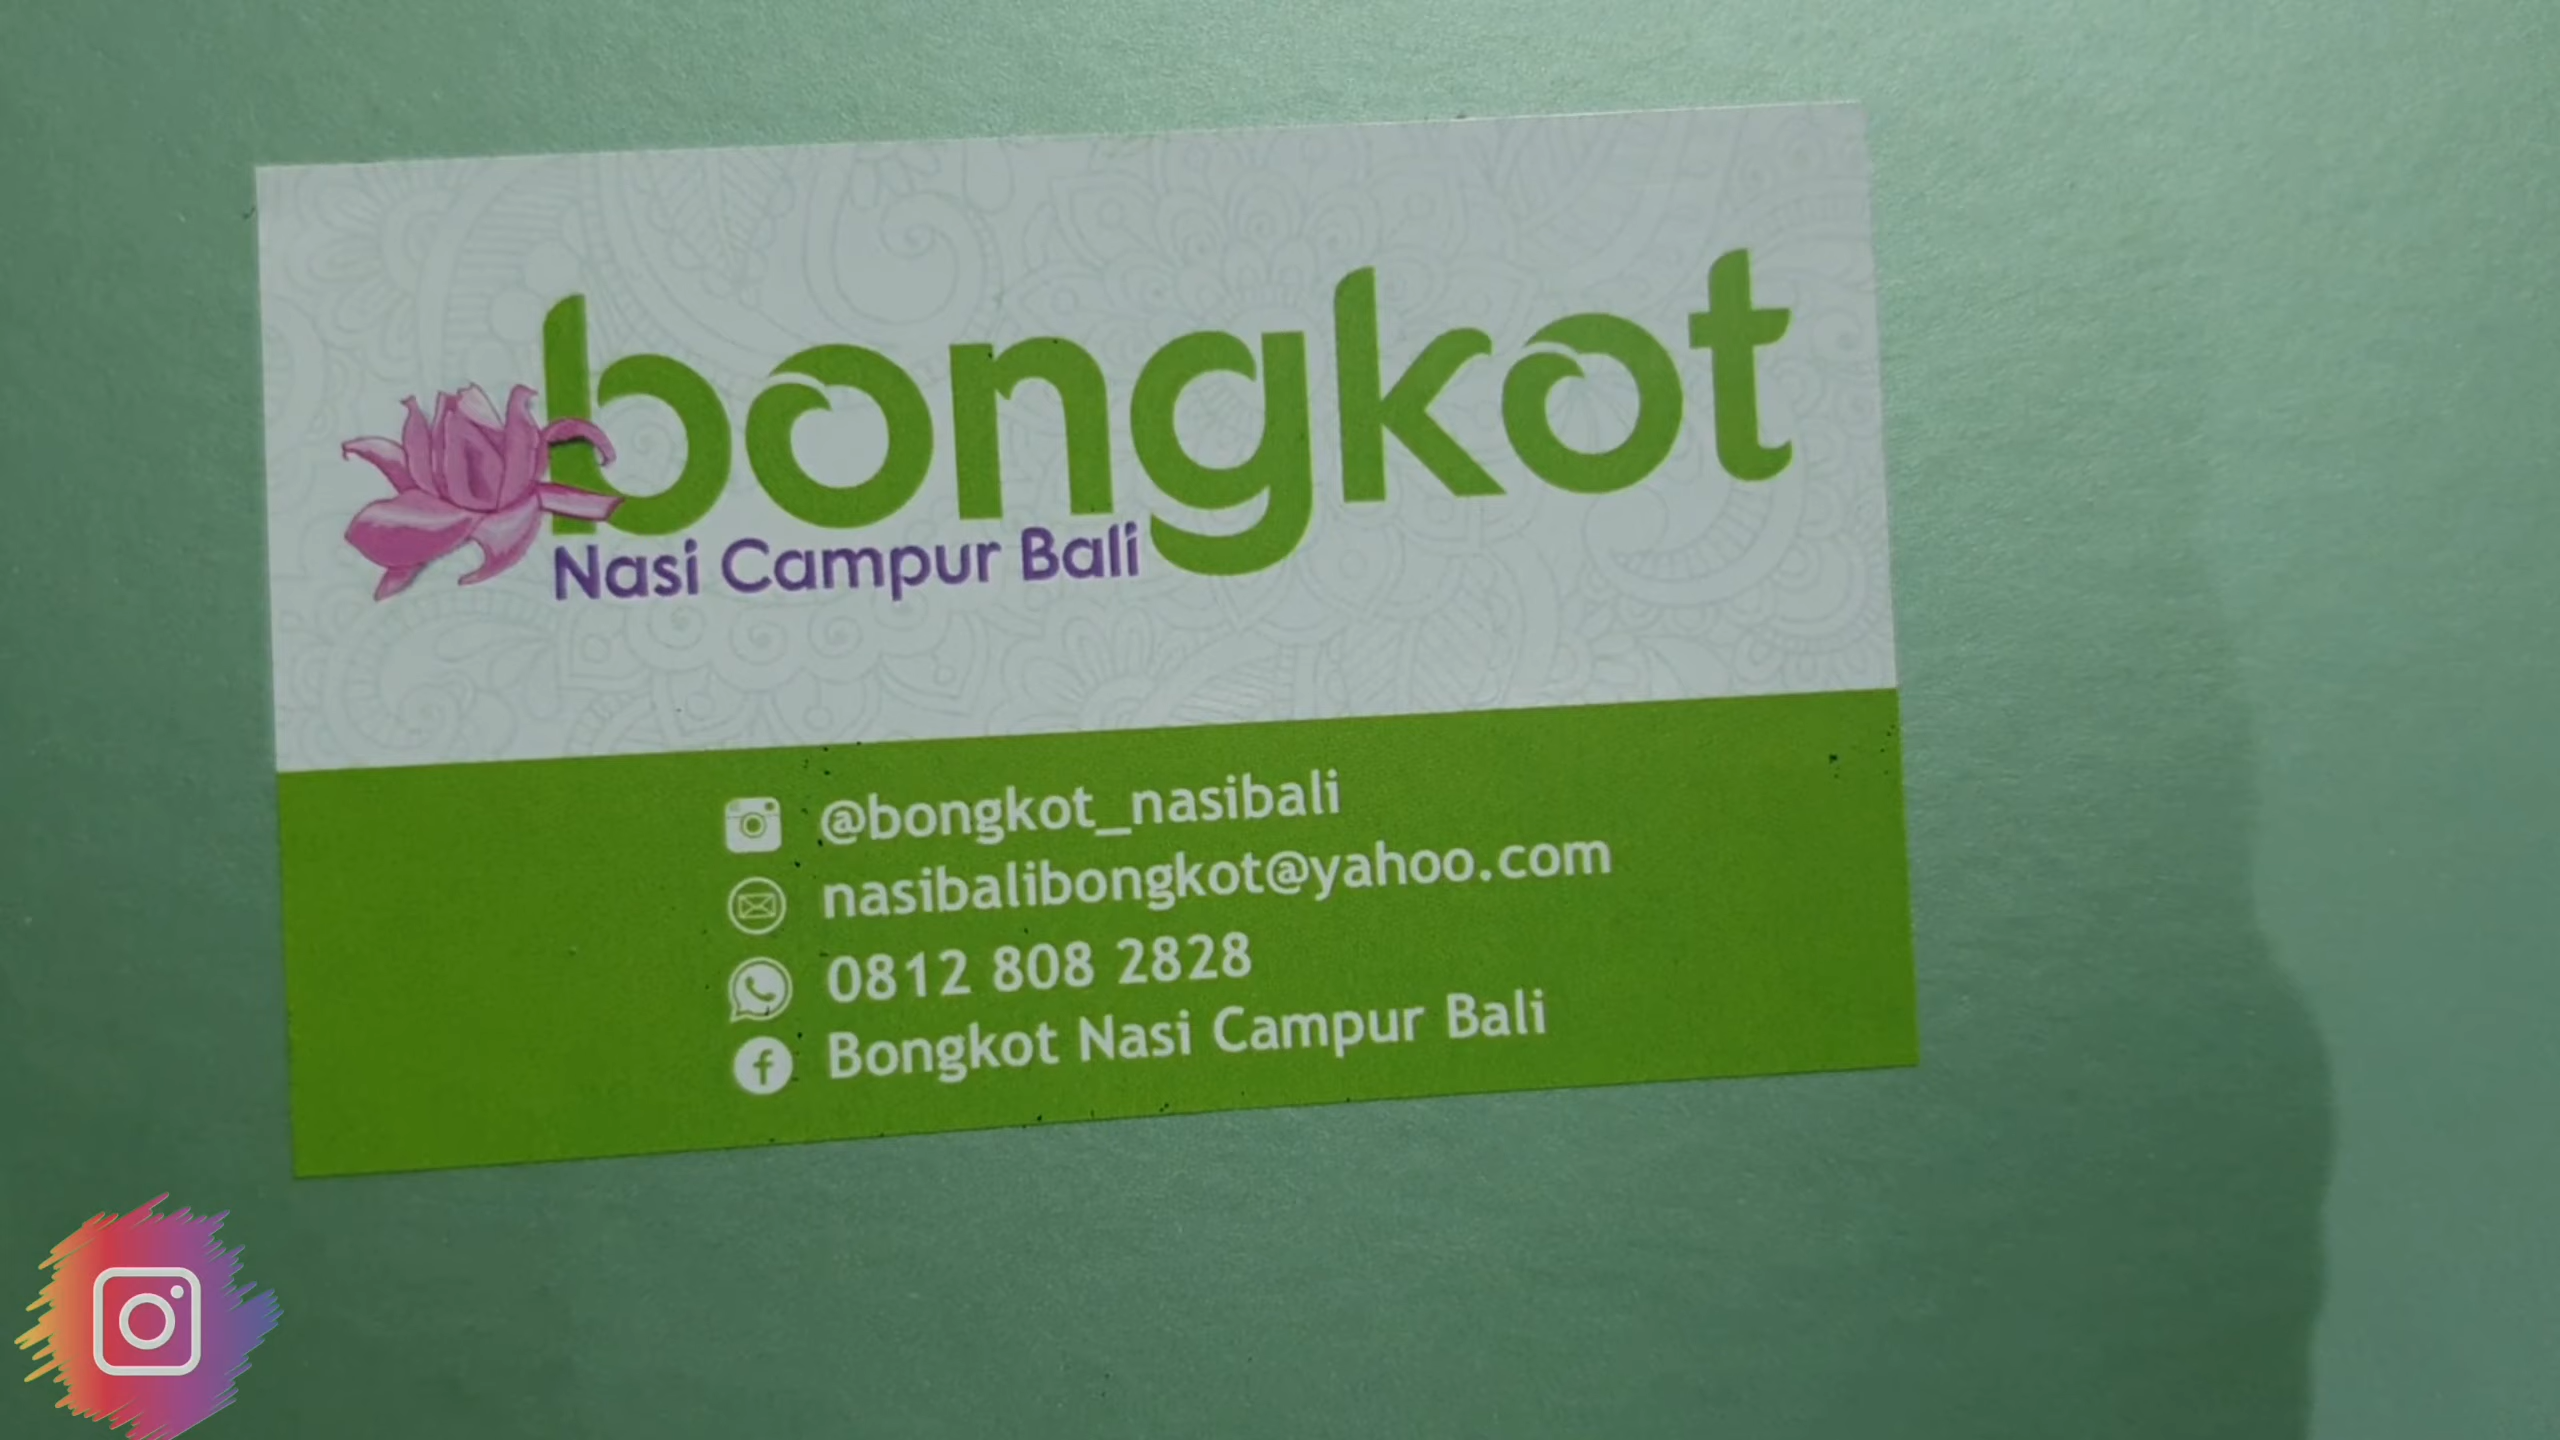 bongkot
Nasi Campur Bali
@bongkot_nasibali
nasibalibongkot@yahoo.com
0812 808 2828
Bongkot Nasi Campur Bali